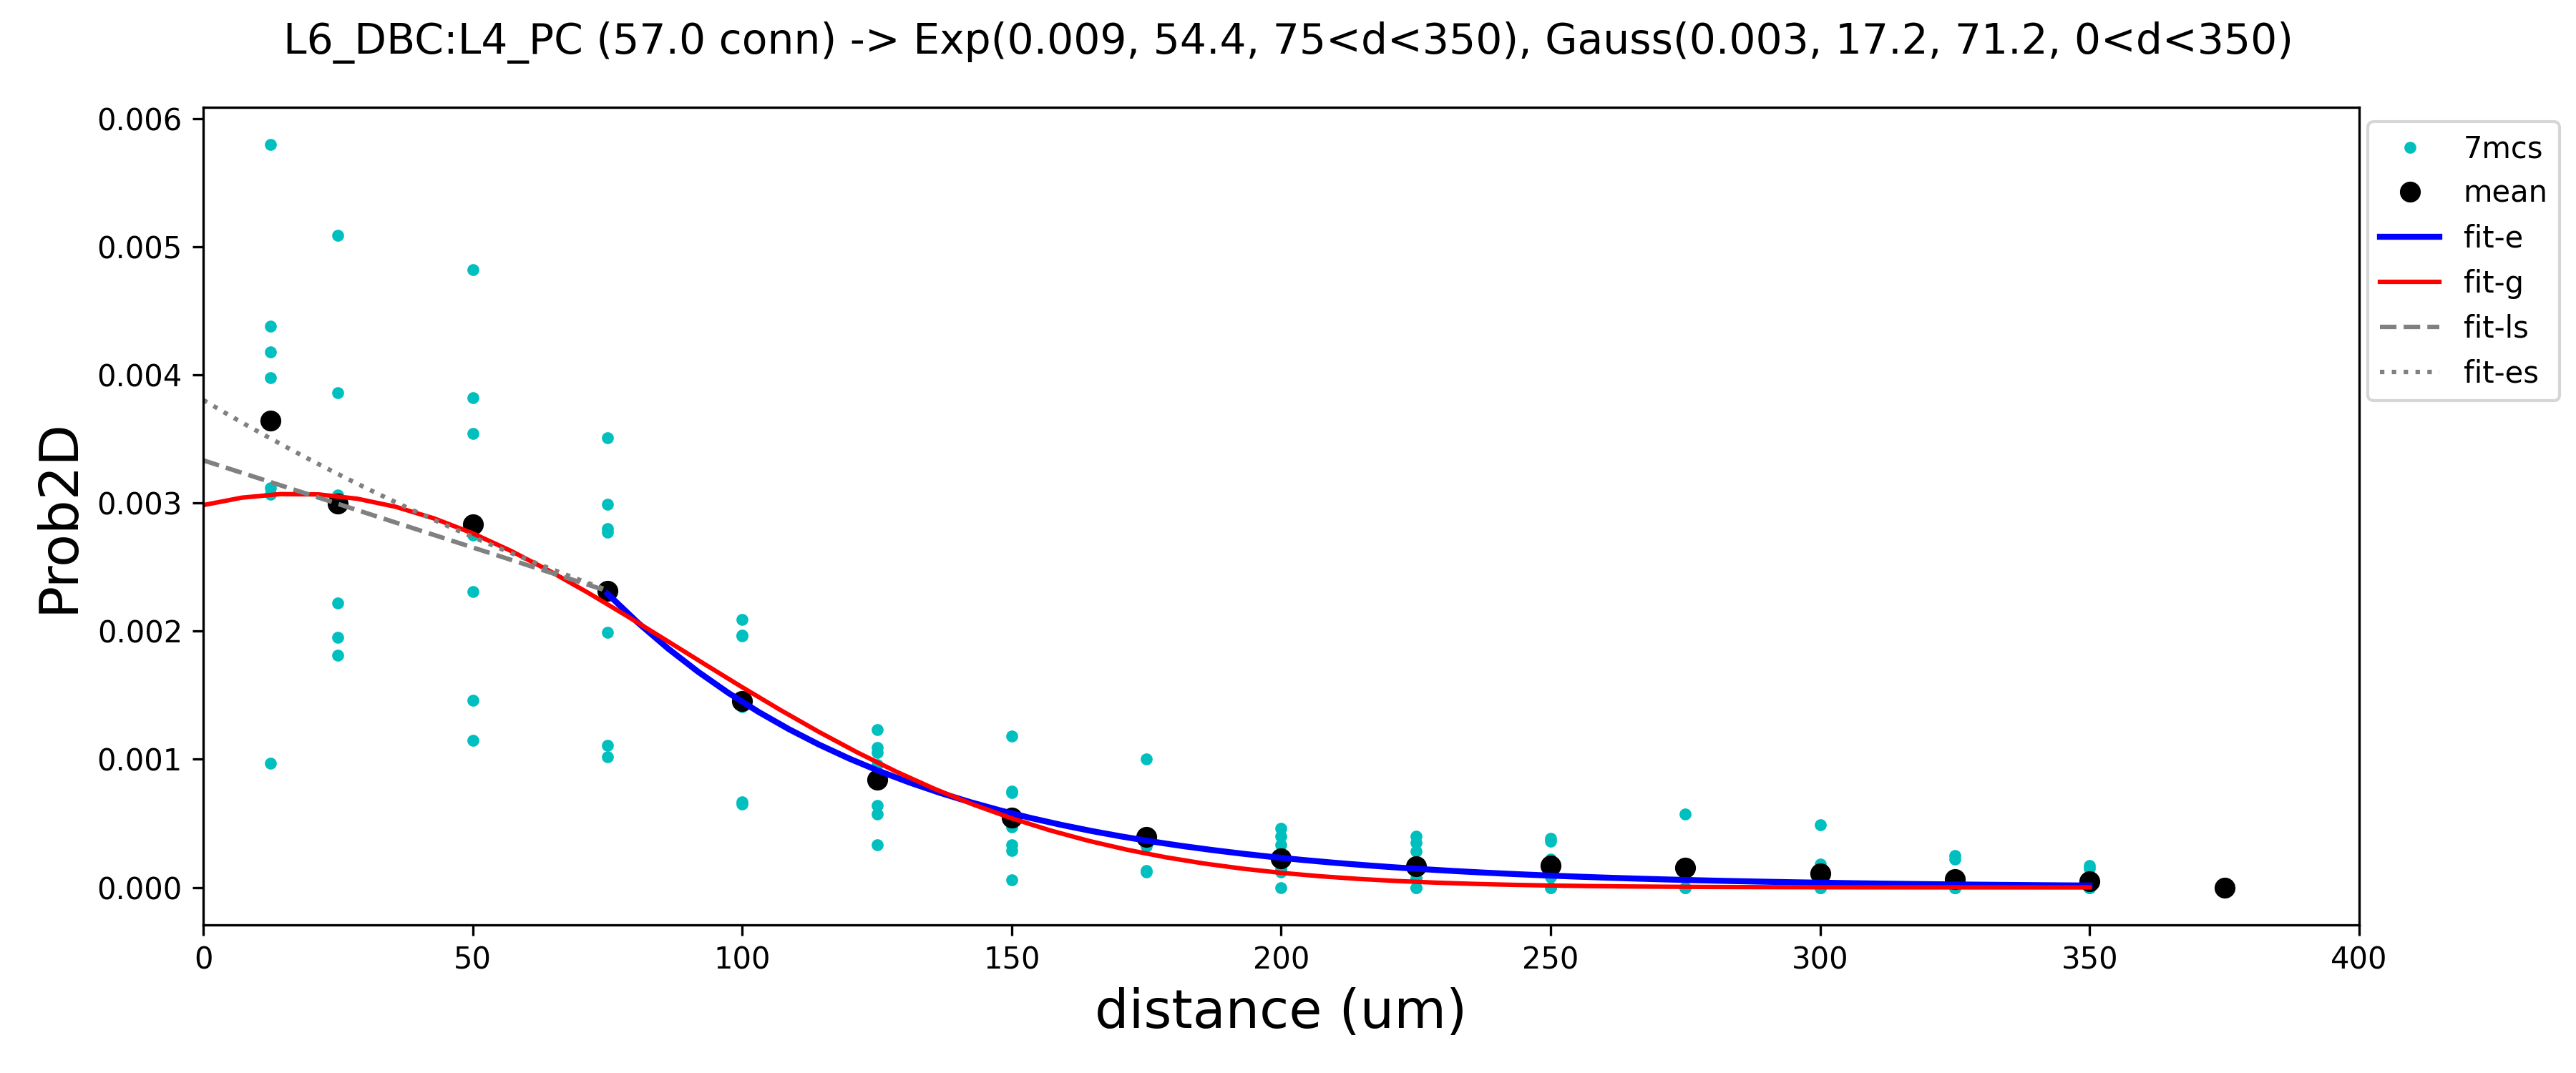 L6_DBC:L4_PC (57.0 conn) -> Exp(0.009, 54.4, 75<d<350), Gauss(0.003, 17.2, 71.2, 0<d<350)
0.006
0.005
0.004
0.003
0.002
0.001
0.000
Prob2D
0 50 100 150 200 250 300 350 400
distance (um)
7mcs
mean
fit-e
fit-g
fit-ls
fit-es